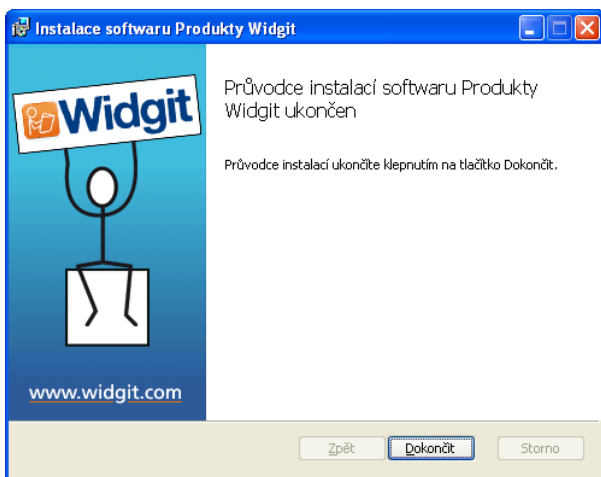 Instalace softwaru Produkty Widgit
Widgit
Průvodce instalací softwaru Produkty
Widgit ukončen
Průvodce instalací ukončíte klepnutím na tlačítko Dokončit.
www.widgit.com
Zpět
Dokončit
Storno